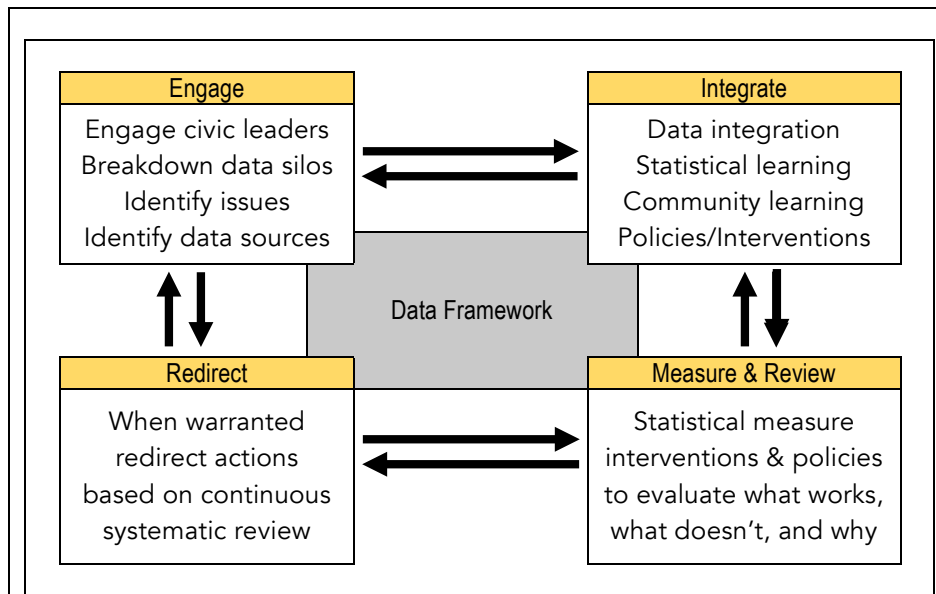 Engage
Engage civic leaders
Breakdown data silos
Identify issues
Identify data sources
Integrate
Data integration
Statistical learning
Community learning
Policies/Interventions
Data Framework
Redirect
When warranted
redirect actions
based on continuous
systematic review
Measure & Review
Statistical measure
interventions & policies
to evaluate what works,
what doesn't, and why